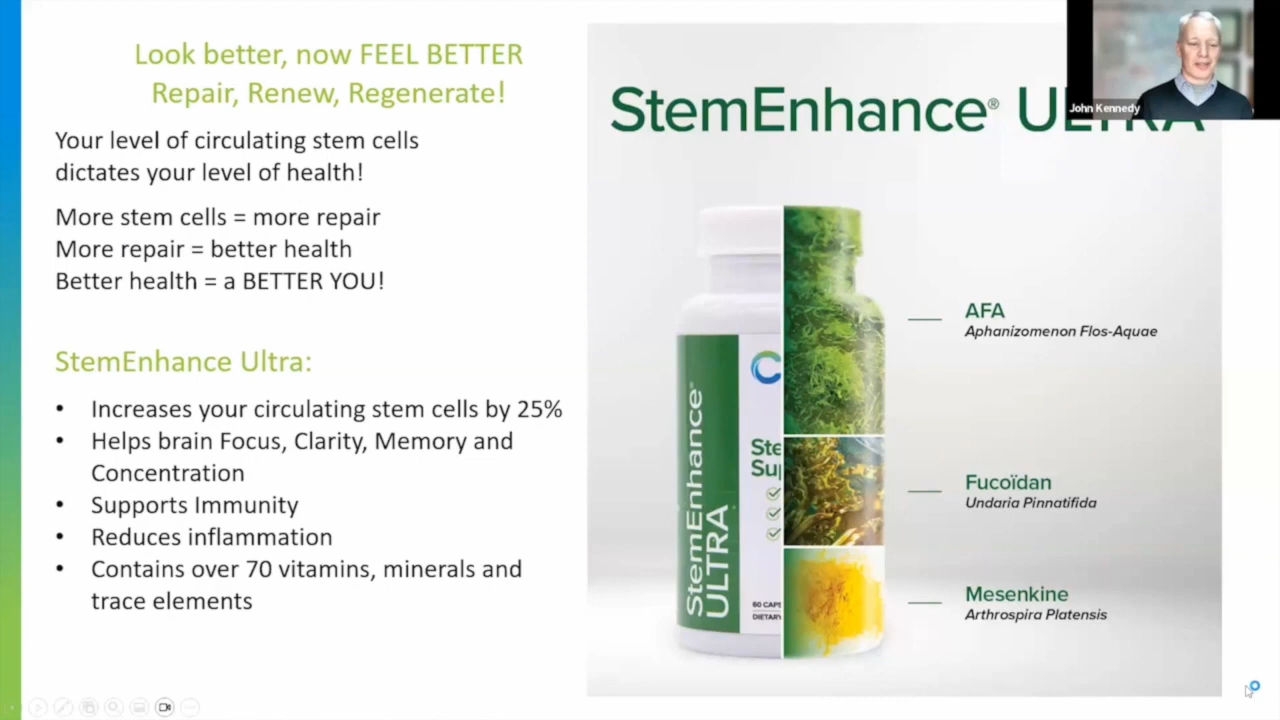 Look better, now FEEL BETTER
Repair, Renew, Regenerate!
Your level of circulating stem cells
dictates your level of health!
More stem cells = more repair
More repair = better health
Better health = a BETTER YOU!
StemEnhance Ultra:
• Increases your circulating stem cells by 25%
• Helps brain Focus, Clarity, Memory and
Concentration
• Supports Immunity
• Reduces inflammation
• Contains over 70 vitamins, minerals and
trace elements
StemEnhance® ULTRA
John Kennedy
StemEnhance®
ULTRA
Ste
Sup
60 CAPS
DIETARY
AFA
Aphanizomenon Flos-Aquae
Fucoïdan
Undaria Pinnatifida
Mesenkine
Arthrospira Platensis